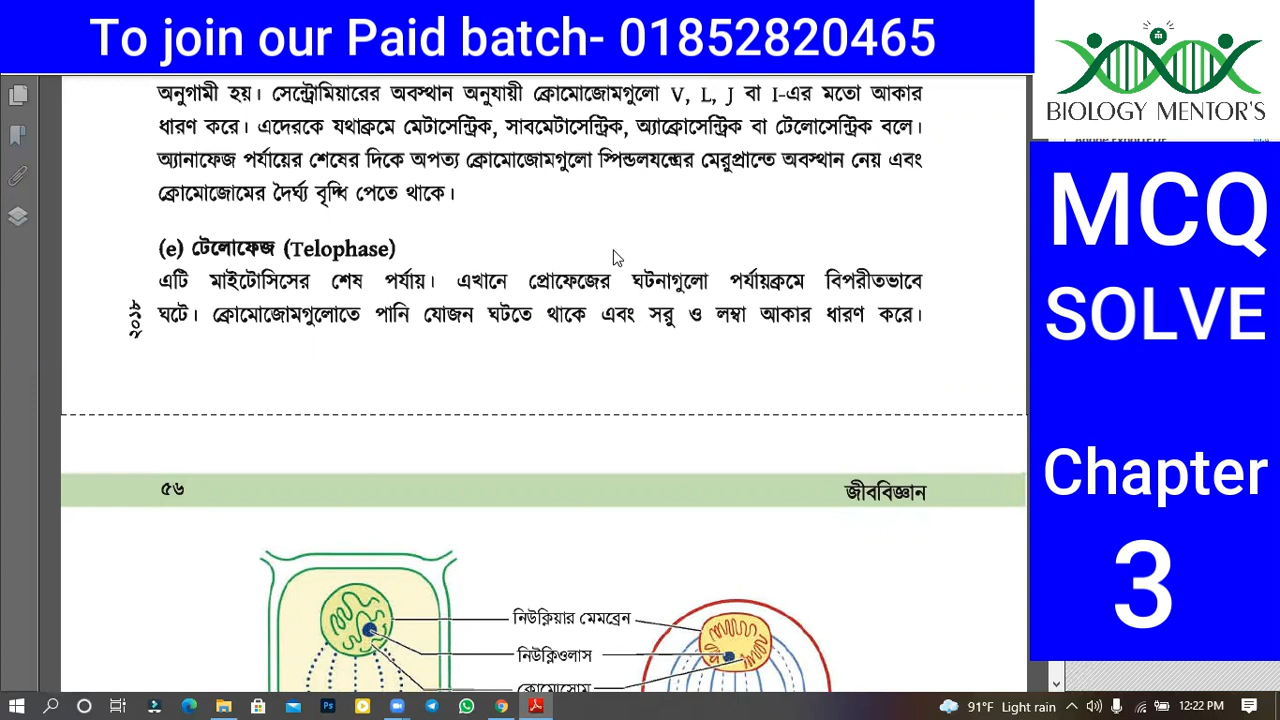 To join our Paid batch- 01852820465
BIOLOGY MENTOR'S
অনুগামী হয়। সেন্ট্রোমিয়ারের অবস্থান অনুযায়ী ক্রোমোজোমগুলো V, L, J বা I-এর মতো আকার
ধারণ করে। এদেরকে যথাক্রমে মেটাসেন্ট্রিক, সাবমেটাসেন্ট্রিক, অ্যাক্রোসেন্ট্রিক বা টেলোসেন্ট্রিক বলে।
অ্যানাফেজ পর্যায়ের শেষের দিকে অপত্য ক্রোমোজোমগুলো স্পিন্ডলযন্ত্রের মেরুপ্রান্তে অবস্থান নেয় এবং
ক্রোমোজোমের দৈর্ঘ্য বৃদ্ধি পেতে থাকে।
(e) টেলোফেজ (Telophase)
এটি মাইটোসিসের শেষ পর্যায়। এখানে প্রোফেজের ঘটনাগুলো পর্যায়ক্রমে বিপরীতভাবে
ঘটে। ক্রোমোজোমগুলোতে পানি যোজন ঘটতে থাকে এবং সরু ও লম্বা আকার ধারণ করে।
২০১৮
৫৬
জীববিজ্ঞান
নিউক্লিয়ার মেমব্রেন
নিউক্লিওলাস
ক্রোমোসোম
MCQ
SOLVE
Chapter
3
91°F Light rain
12:22 PM